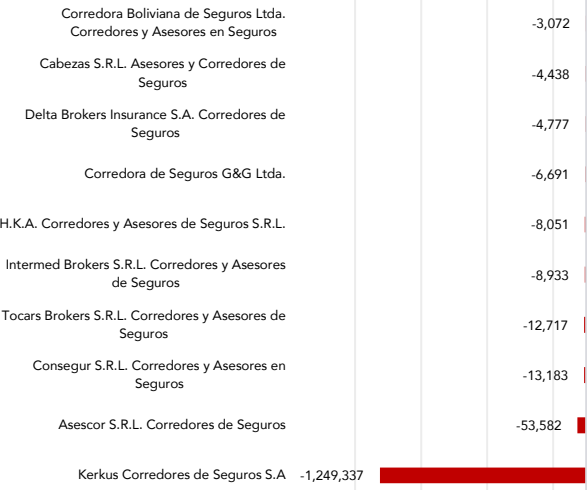 Corredora Boliviana de Seguros Ltda.
Corredores y Asesores en Seguros
-3,072
Cabezas S.R.L. Asesores y Corredores de
Seguros
-4,438
Delta Brokers Insurance S.A. Corredores de
Seguros
-4,777
Corredora de Seguros G&G Ltda.
-6,691
H.K.A. Corredores y Asesores de Seguros S.R.L.
-8,051
Intermed Brokers S.R.L. Corredores y Asesores
de Seguros
-8,933
Tocars Brokers S.R.L. Corredores y Asesores de
Seguros
-12,717
Consegur S.R.L. Corredores y Asesores en
Seguros
-13,183
Asescor S.R.L. Corredores de Seguros
-53,582
Kerkus Corredores de Seguros S.A
-1,249,337